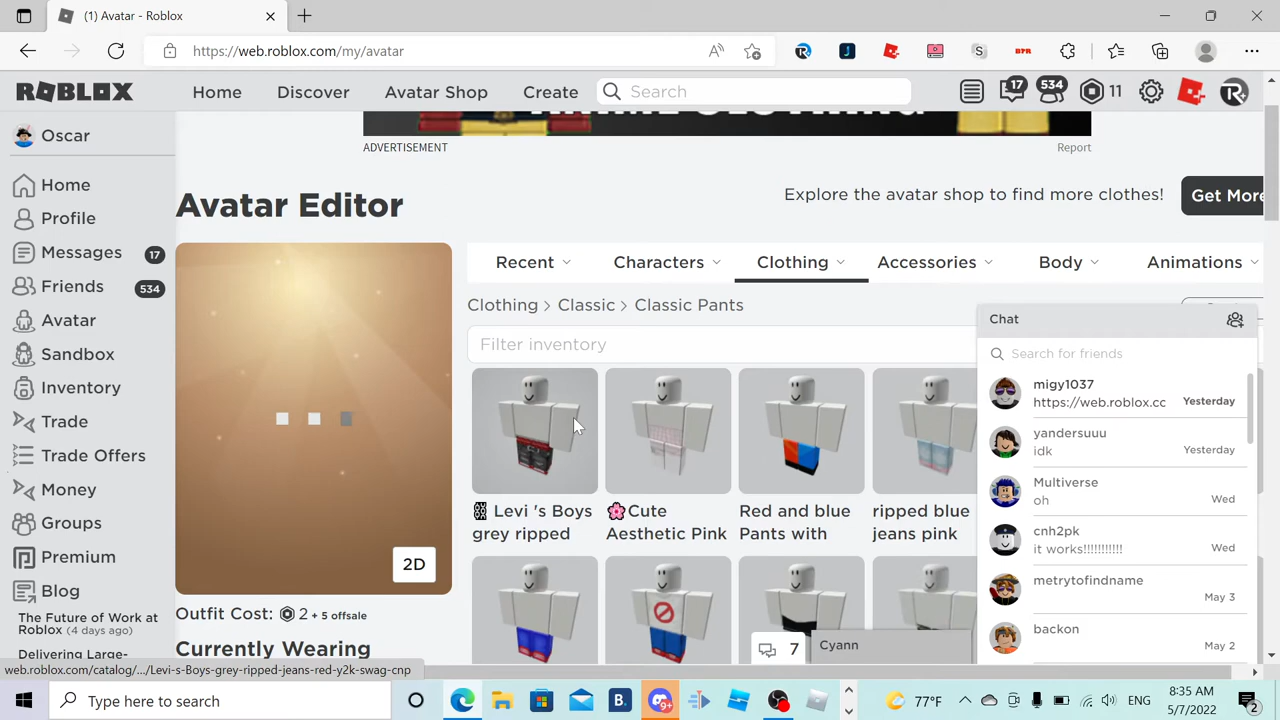 (1) Avatar - Roblox
https://web.roblox.com/my/avatar
ROBLOX
Home
Discover
Avatar Shop
Create
Search
17
534
11
Oscar
Home
Profile
Messages 17
Friends 534
Avatar
Sandbox
Inventory
Trade
Trade Offers
Money
Groups
Premium
Blog
The Future of Work at
Roblox (4 days ago)
Delivering Large-
ADVERTISEMENT
Report
Avatar Editor
Explore the avatar shop to find more clothes!
Get More
2D
Outfit Cost: 2 + 5 offsale
Currently Wearing
Recent
Characters
Clothing
Accessories
Body
Animations
Clothing > Classic > Classic Pants
Filter inventory
Levi 's Boys
grey ripped
Cute
Aesthetic Pink
Red and blue
Pants with
ripped blue
jeans pink
7
Cyann
Chat
Search for friends
migy1037
https://web.roblox.cc Yesterday
yandersuuu
idk Yesterday
Multiverse
oh Wed
cnh2pk
it works!!!!!!!!!!! Wed
metrytofindname
May 3
backon
May 2
web.roblox.com/catalog/.../Levi-s-Boys-grey-ripped-jeans-red-y2k-swag-cnp
Type here to search
B.
9+
77°F
ENG
8:35 AM
5/7/2022
2